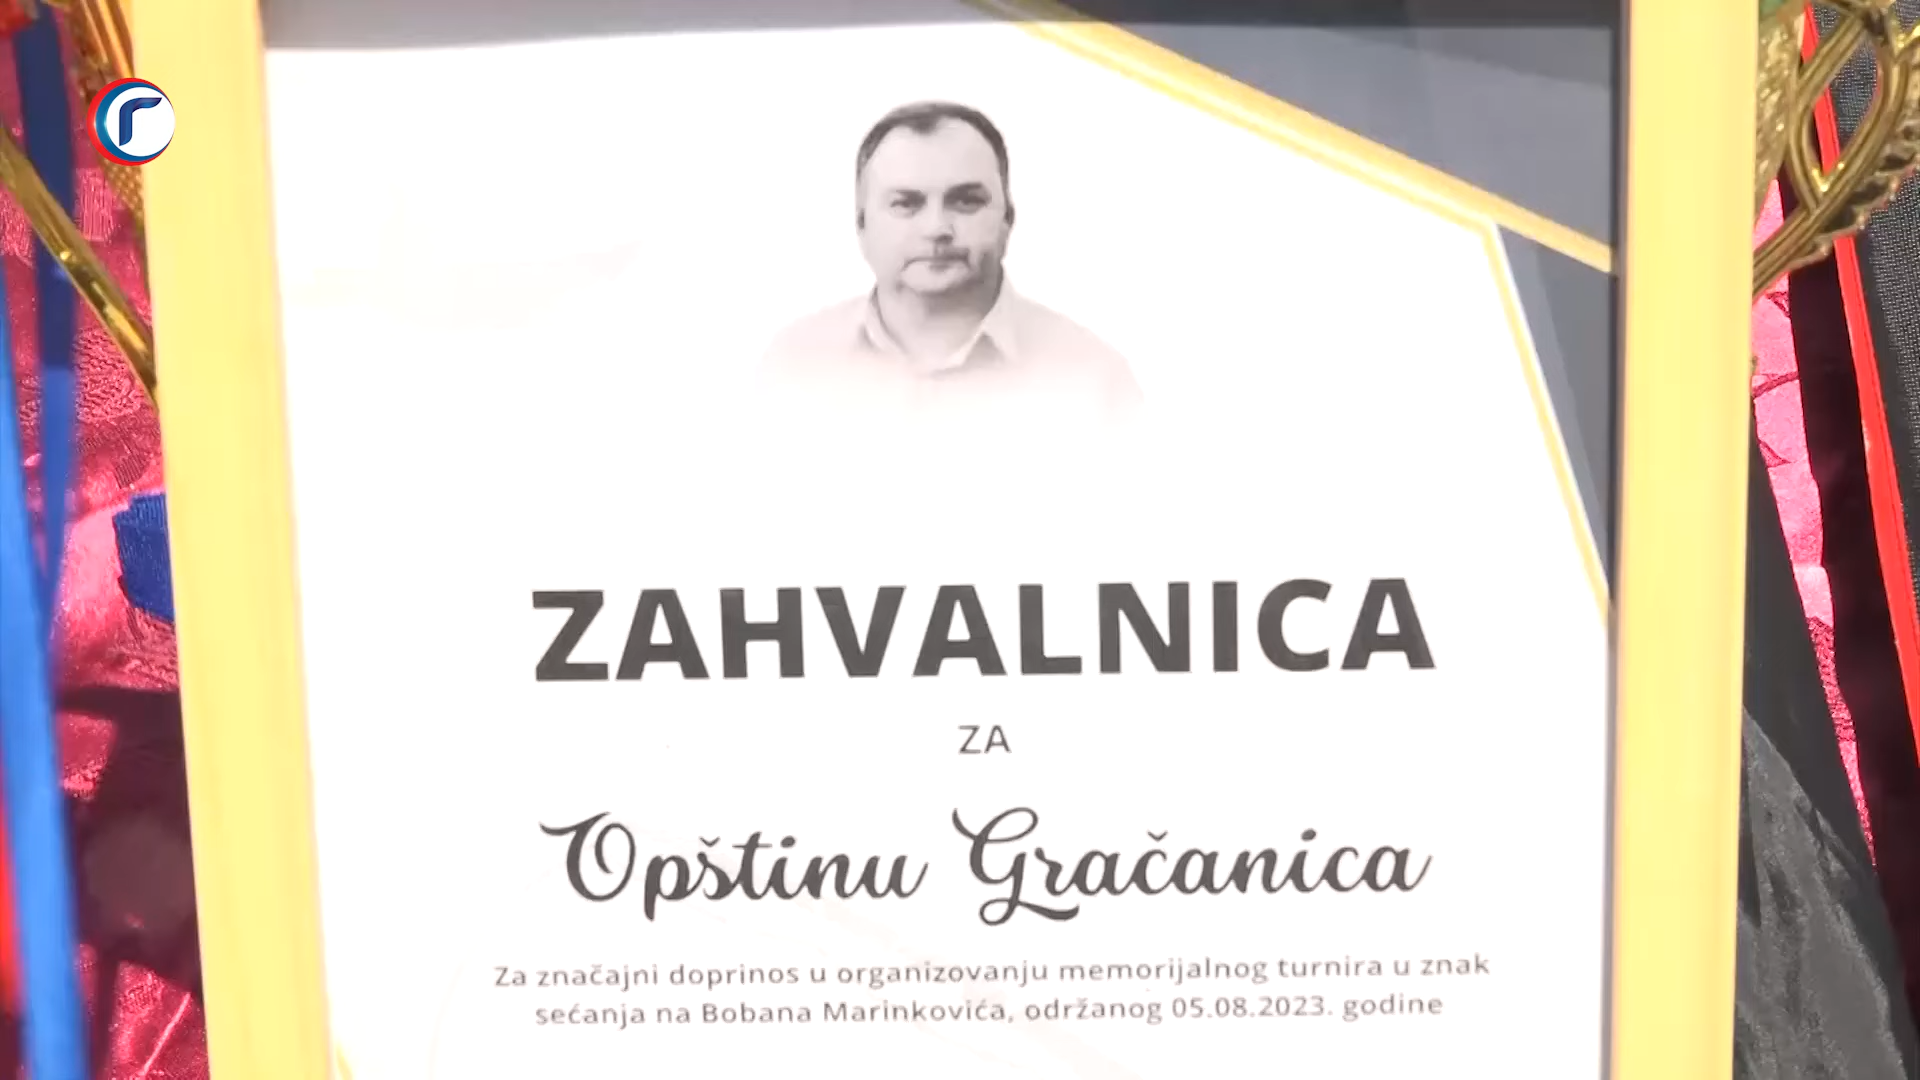 ZAHVALNICA
ZA
Opštinu Gračanica
Za značajni doprinos u organizovanju memorijalnog turnira u znak
sećanja na Bobana Marinkovića, održanog 05.08.2023. godine